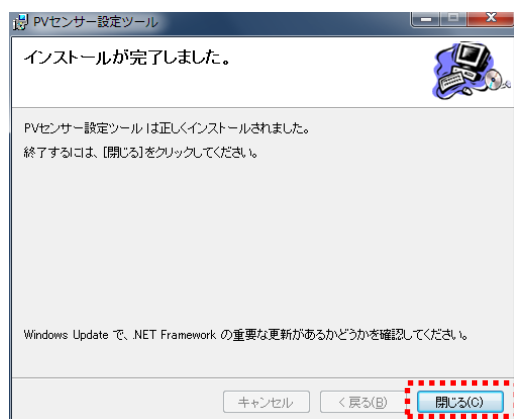 PVセンサー設定ツール
インストールが完了しました。
PVセンサー設定ツール は正しくインストールされました。
終了するには、[閉じる]をクリックしてください。
Windows Update で、.NET Framework の重要な更新があるかどうかを確認してください。
キャンセル
< 戻る(B)
閉じる(C)